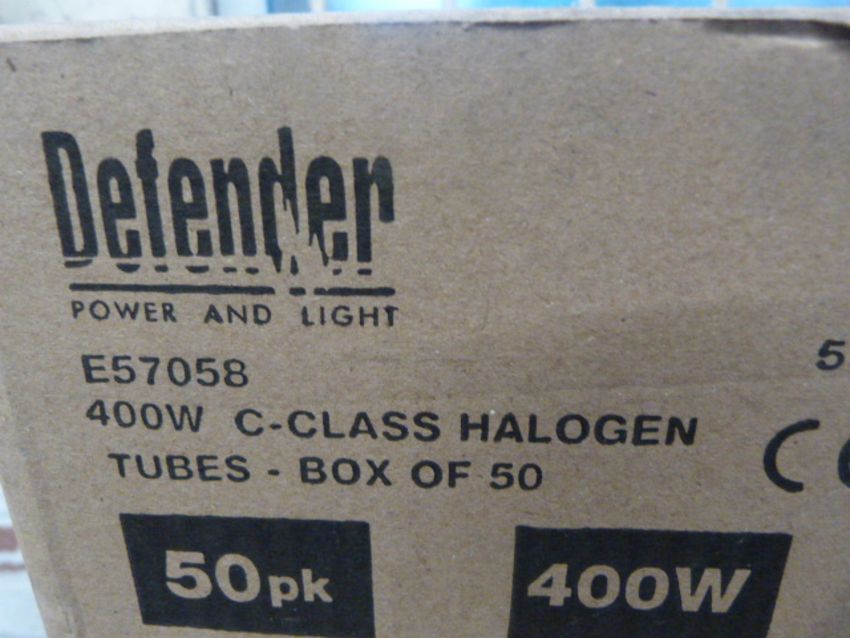 Defender
POWER AND LIGHT
E57058
5
400W C-CLASS HALOGEN
TUBES - BOX OF 50
50pk 400W